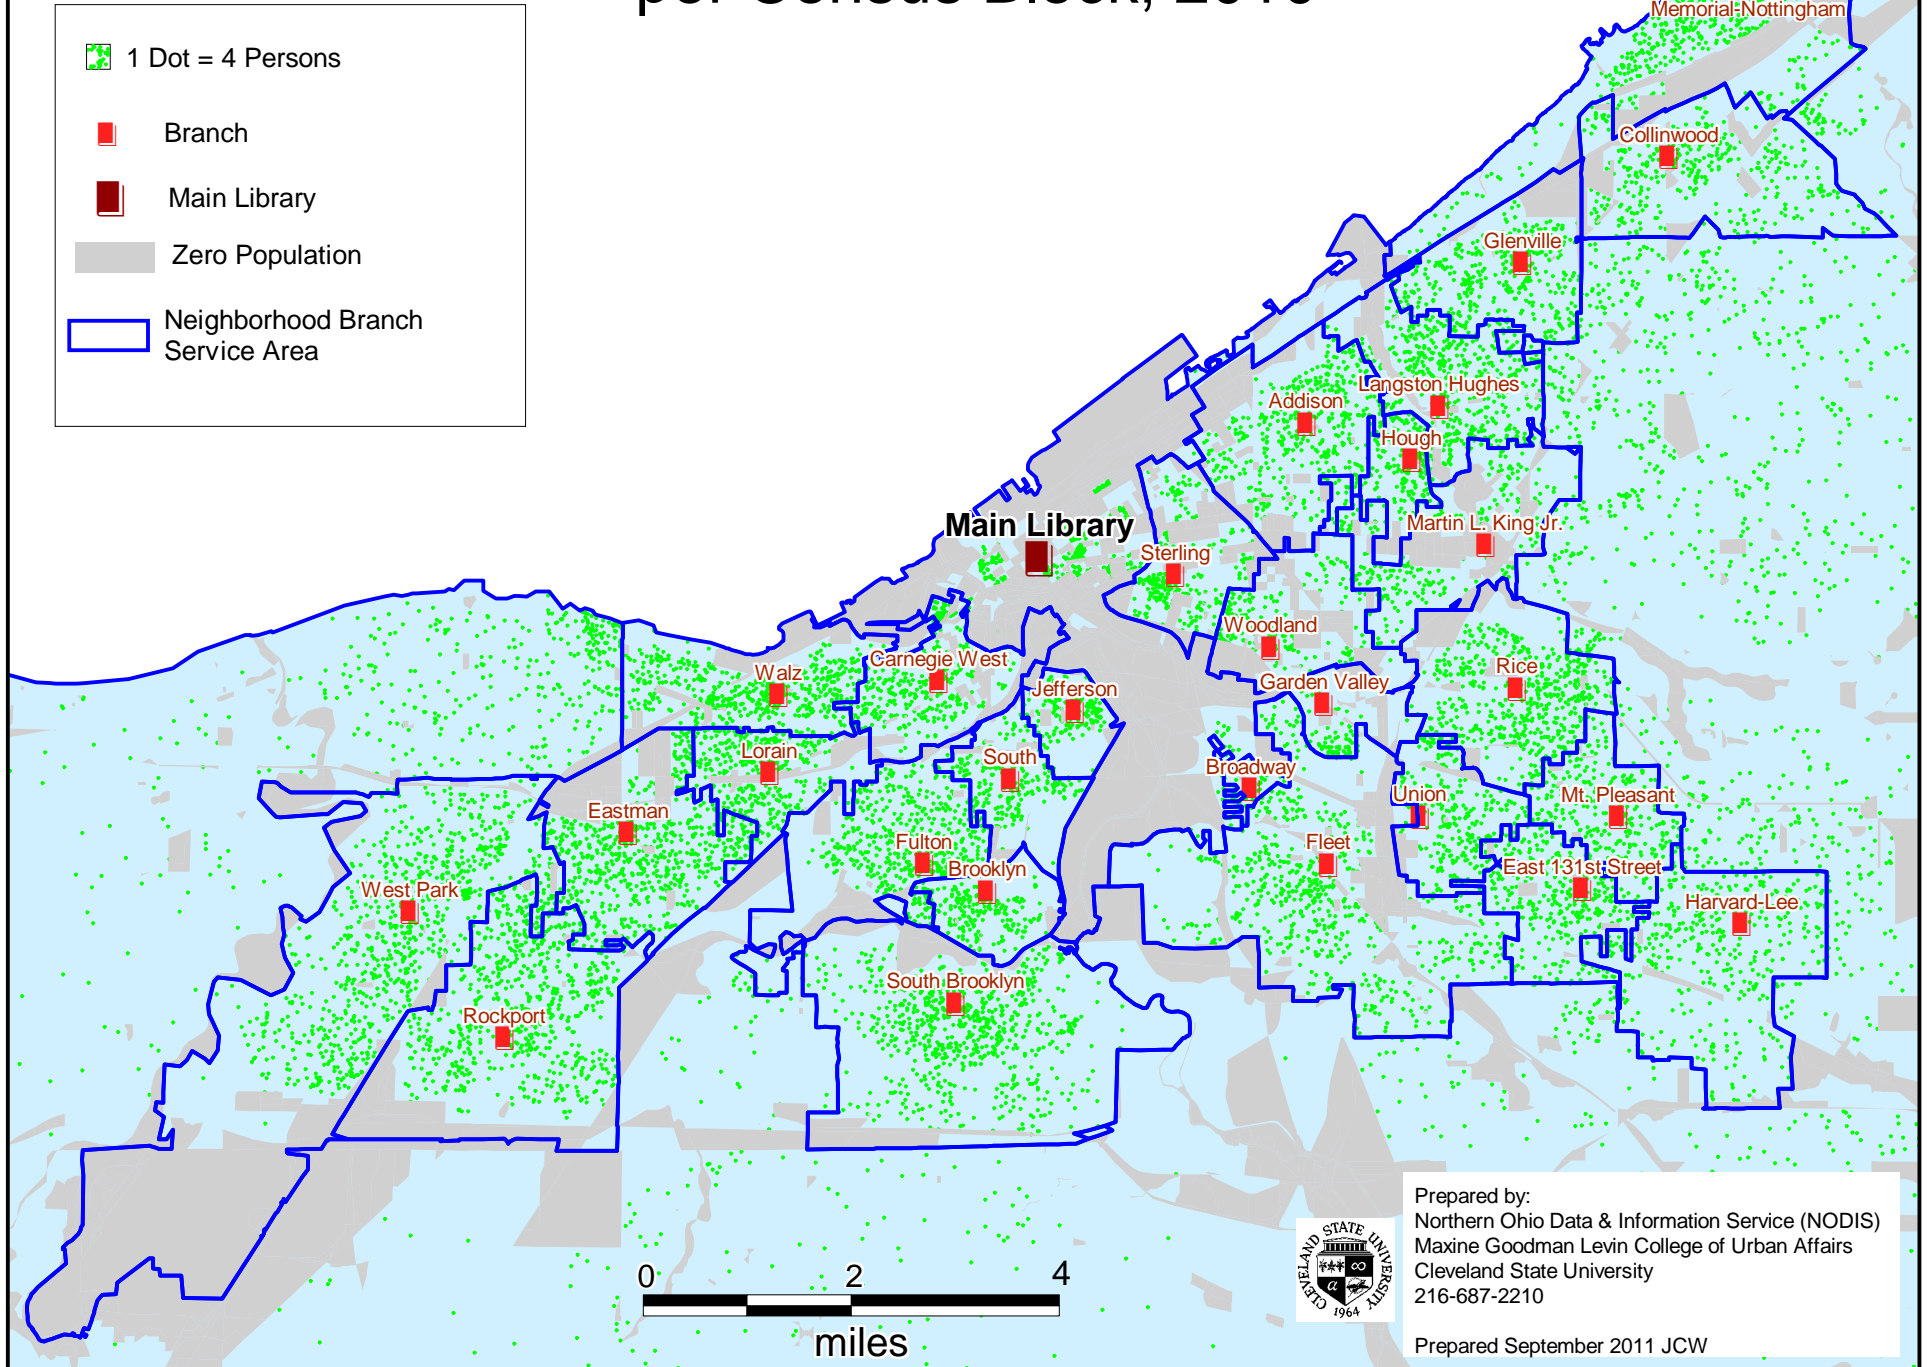 per Census Block, 2010
Memorial-Nottingham
1 Dot = 4 Persons
Branch
Main Library
Zero Population
Neighborhood Branch
Service Area
Collinwood
Glenville
Langston Hughes
Addison
Hough
Main Library
Martin L. King Jr.
Sterling
Woodland
Walz
Carnegie West
Rice
Garden Valley
Jefferson
Lorain
South
Broadway
Union
Mt. Pleasant
Eastman
Fulton
Fleet
Brooklyn
East 131st Street
West Park
Harvard-Lee
South Brooklyn
Rockport
0 2 4
miles
CLEVELAND STATE UNIVERSITY
1964
Prepared by:
Northern Ohio Data & Information Service (NODIS)
Maxine Goodman Levin College of Urban Affairs
Cleveland State University
216-687-2210
Prepared September 2011 JCW